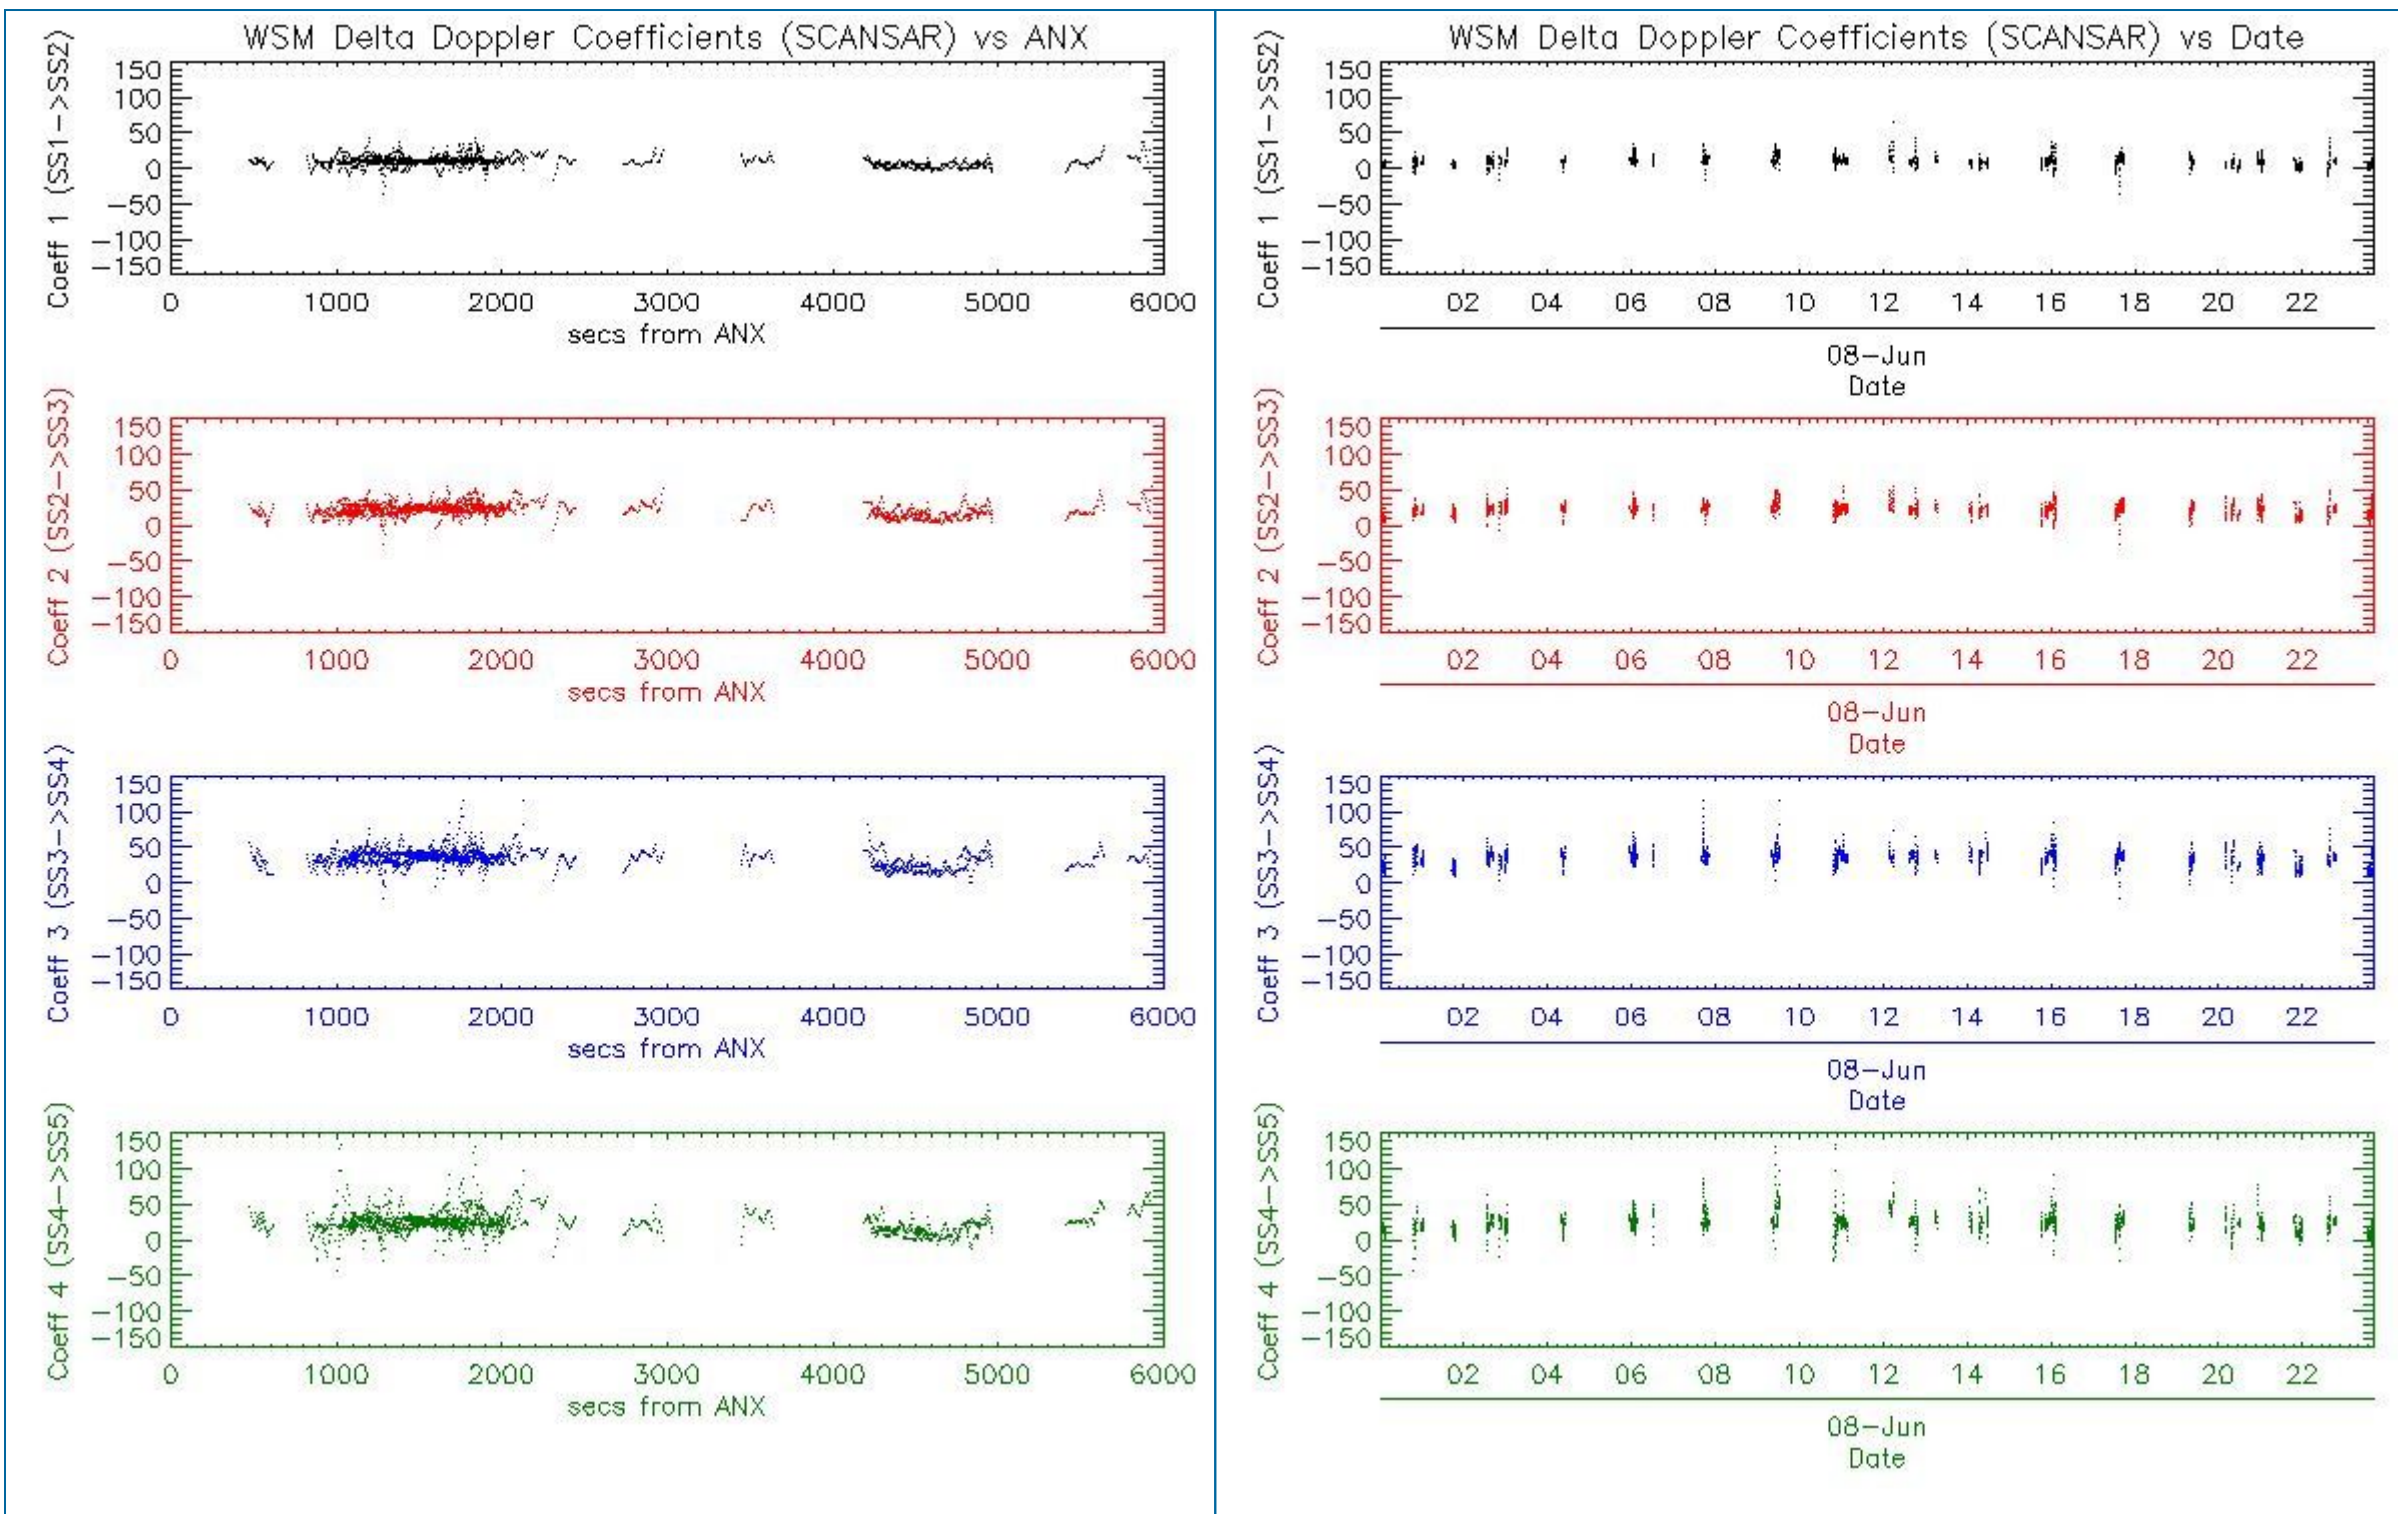 WSM Delta Doppler Coefficients (SCANSAR) vs ANX
Coeff 1 (SS1->SS2)
150
100
50
0
-50
-100
-150
0 1000 2000 3000 4000 5000 6000
secs from ANX
Coeff 2 (SS2->SS3)
150
100
50
0
-50
-100
-150
0 1000 2000 3000 4000 5000 6000
secs from ANX
Coeff 3 (SS3->SS4)
150
100
50
0
-50
-100
-150
0 1000 2000 3000 4000 5000 6000
secs from ANX
Coeff 4 (SS4->SS5)
150
100
50
0
-50
-100
-150
0 1000 2000 3000 4000 5000 6000
secs from ANX
WSM Delta Doppler Coefficients (SCANSAR) vs Date
Coeff 1 (SS1->SS2)
150
100
50
0
-50
-100
-150
02 04 06 08 10 12 14 16 18 20 22
08-Jun
Date
Coeff 2 (SS2->SS3)
150
100
50
0
-50
-100
-150
02 04 06 08 10 12 14 16 18 20 22
08-Jun
Date
Coeff 3 (SS3->SS4)
150
100
50
0
-50
-100
-150
02 04 06 08 10 12 14 16 18 20 22
08-Jun
Date
Coeff 4 (SS4->SS5)
150
100
50
0
-50
-100
-150
02 04 06 08 10 12 14 16 18 20 22
08-Jun
Date